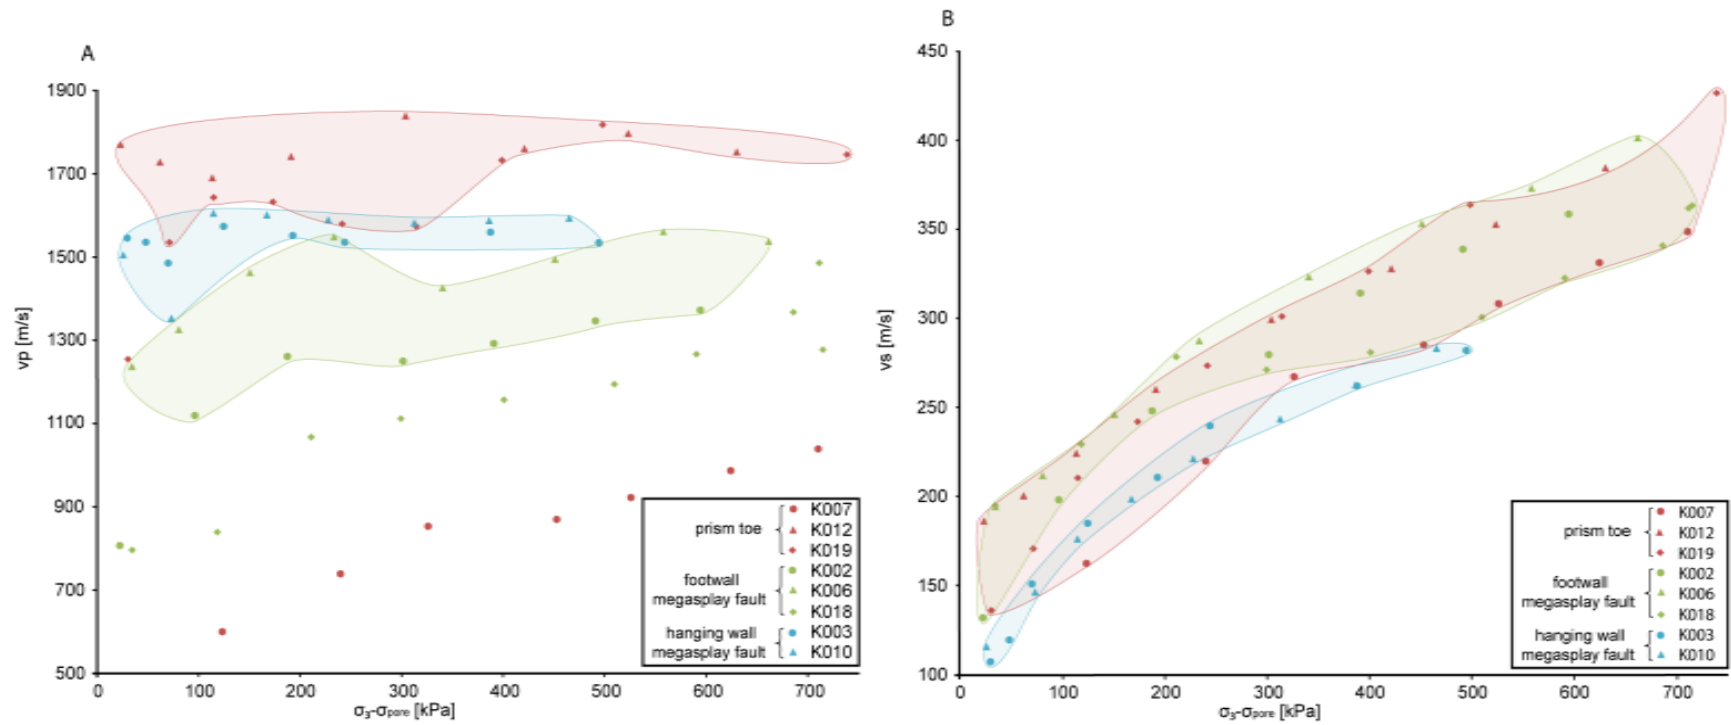 A
1900
1700
1500
1300
1100
900
700
500
vp [m/s]
0
100
200
300
400
500
600
700
σ₃-σpore [kPa]
prism toe
K007
K012
K019
footwall
megasplay fault
K002
K006
K018
hanging wall
megasplay fault
K003
K010
B
450
400
350
300
250
200
150
100
vs [m/s]
0
100
200
300
400
500
600
700
σ₃-σpore [kPa]
prism toe
K007
K012
K019
footwall
megasplay fault
K002
K006
K018
hanging wall
megasplay fault
K003
K010